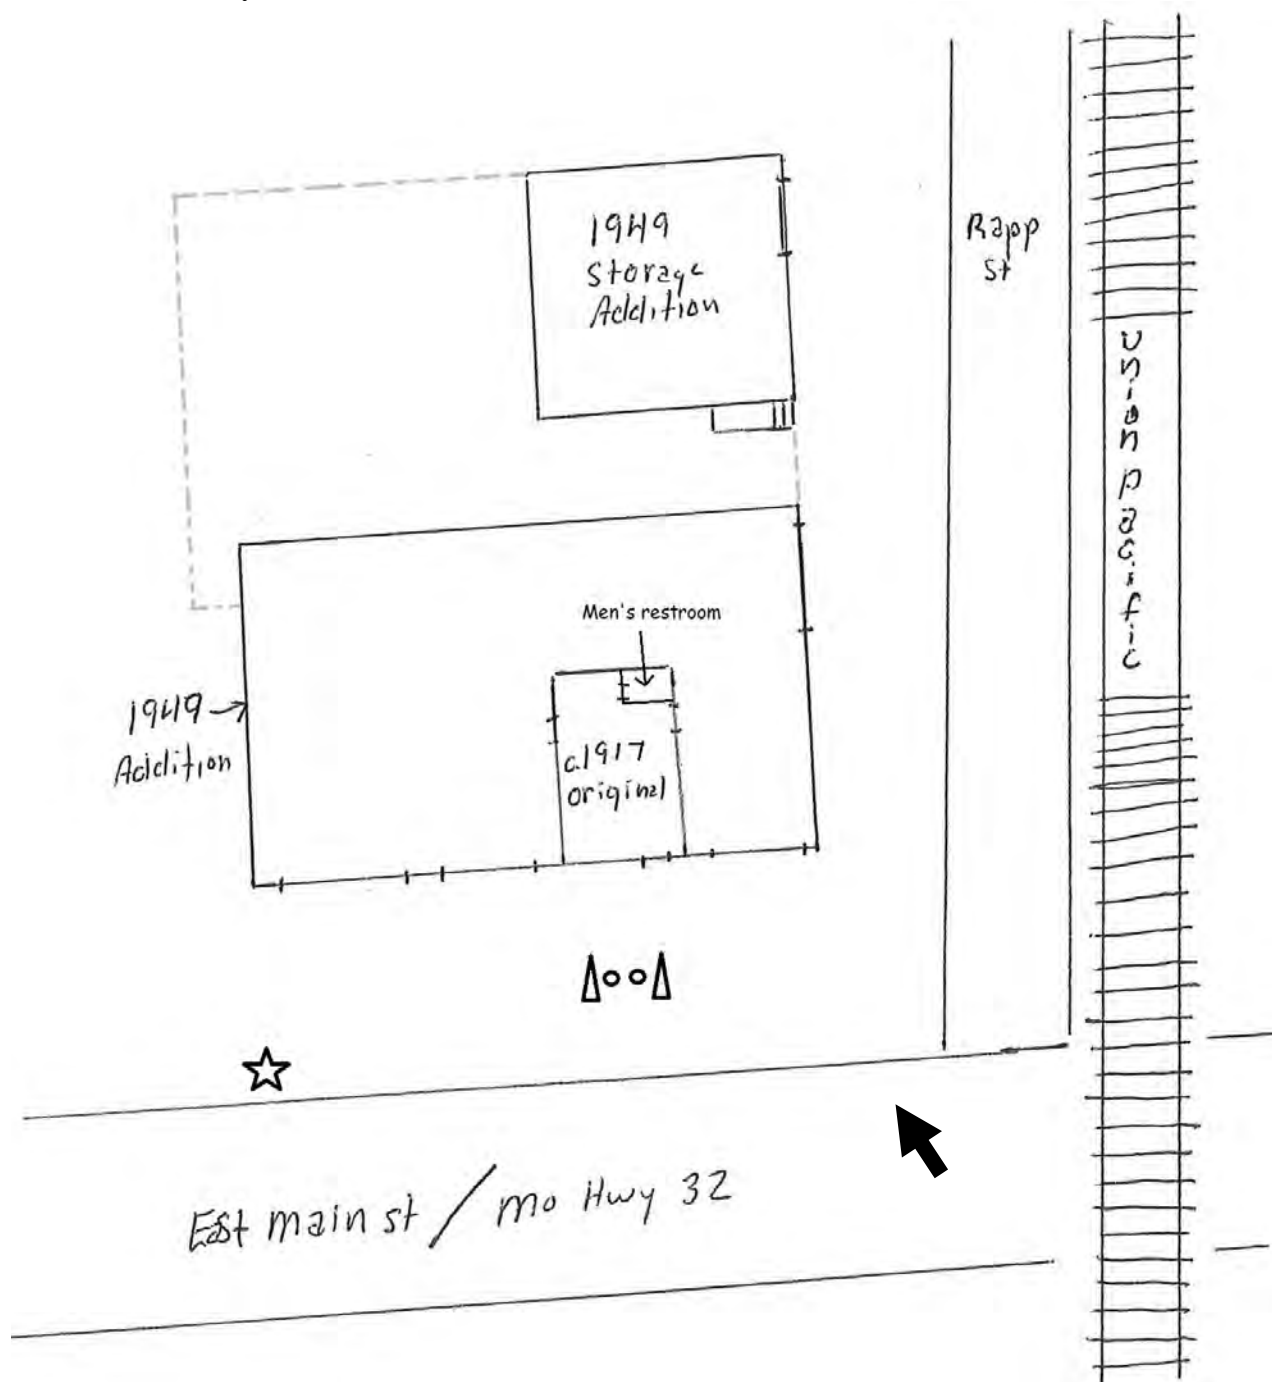 1949
Storage
Addition
Rapp
St
Union Pacific
Men's restroom
1949
Addition
c.1917
original
East main st / mo Hwy 32